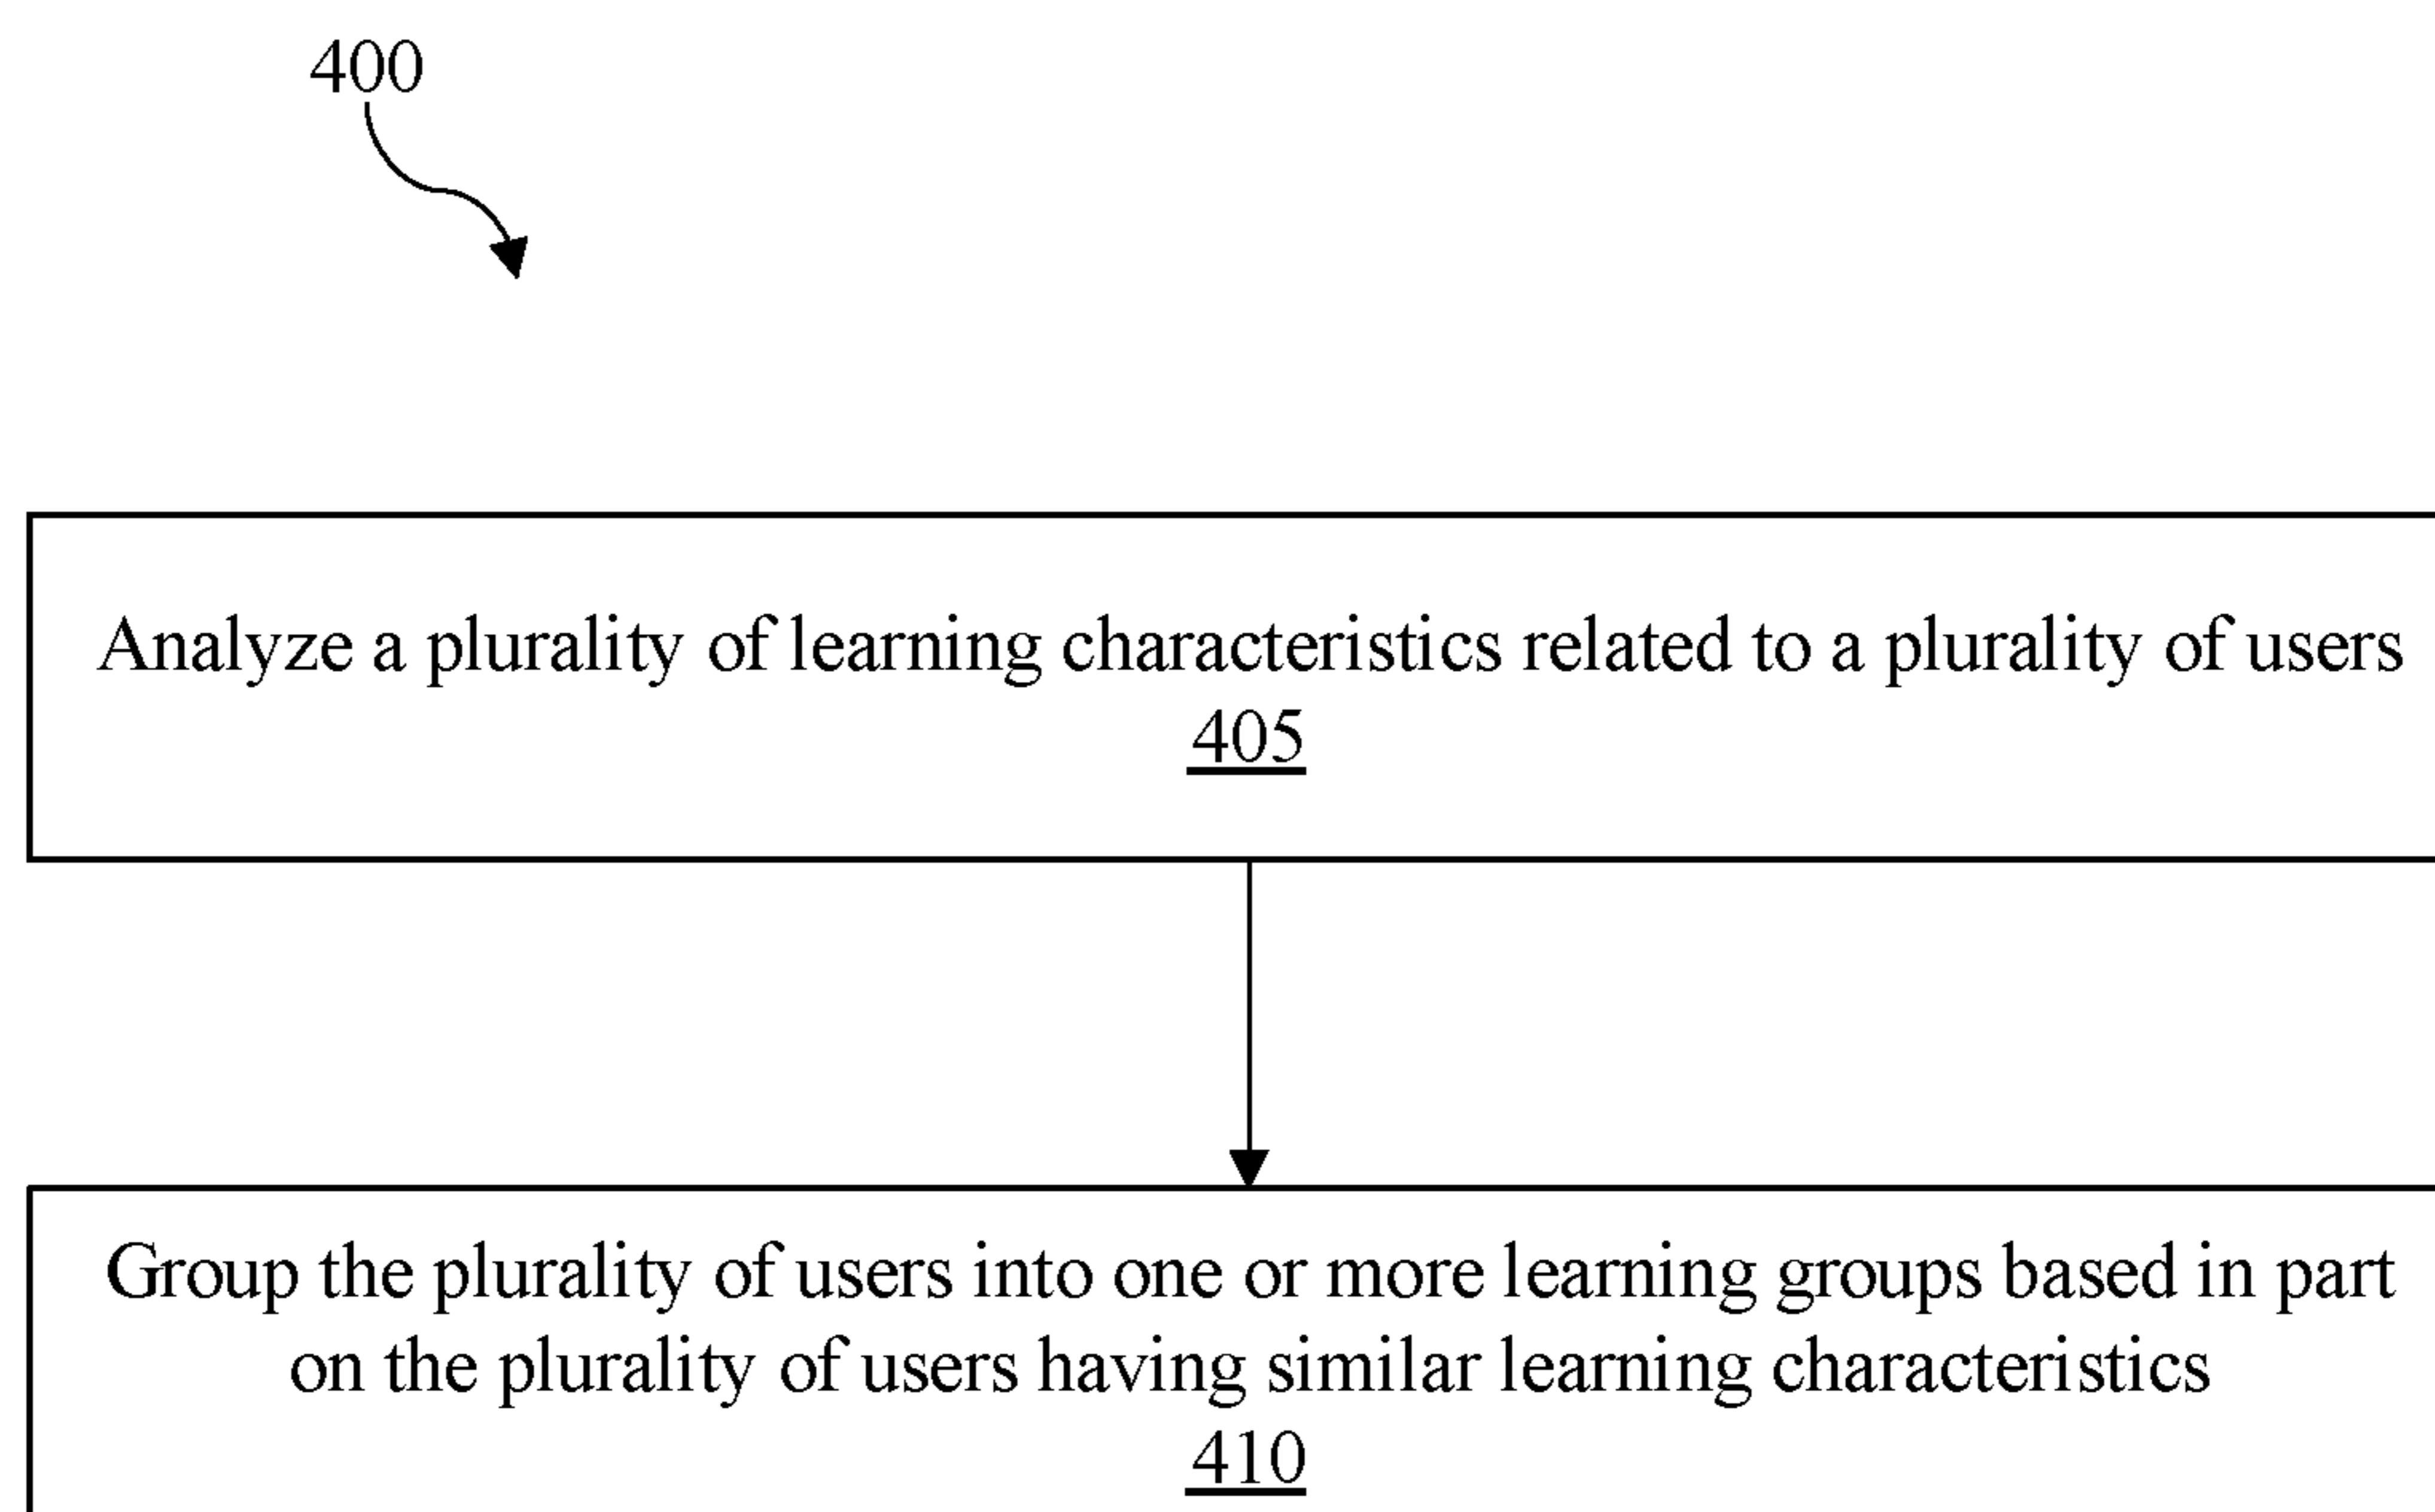 400
Analyze a plurality of learning characteristics related to a plurality of users
405
Group the plurality of users into one or more learning groups based in part
on the plurality of users having similar learning characteristics
410